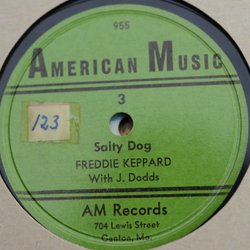 955
AMERICAN MUSIC
3
123
Salty Dog
FREDDIE KEPPARD
With J. Dodds
AM Records
704 Lewis Street
Canton, Mo.